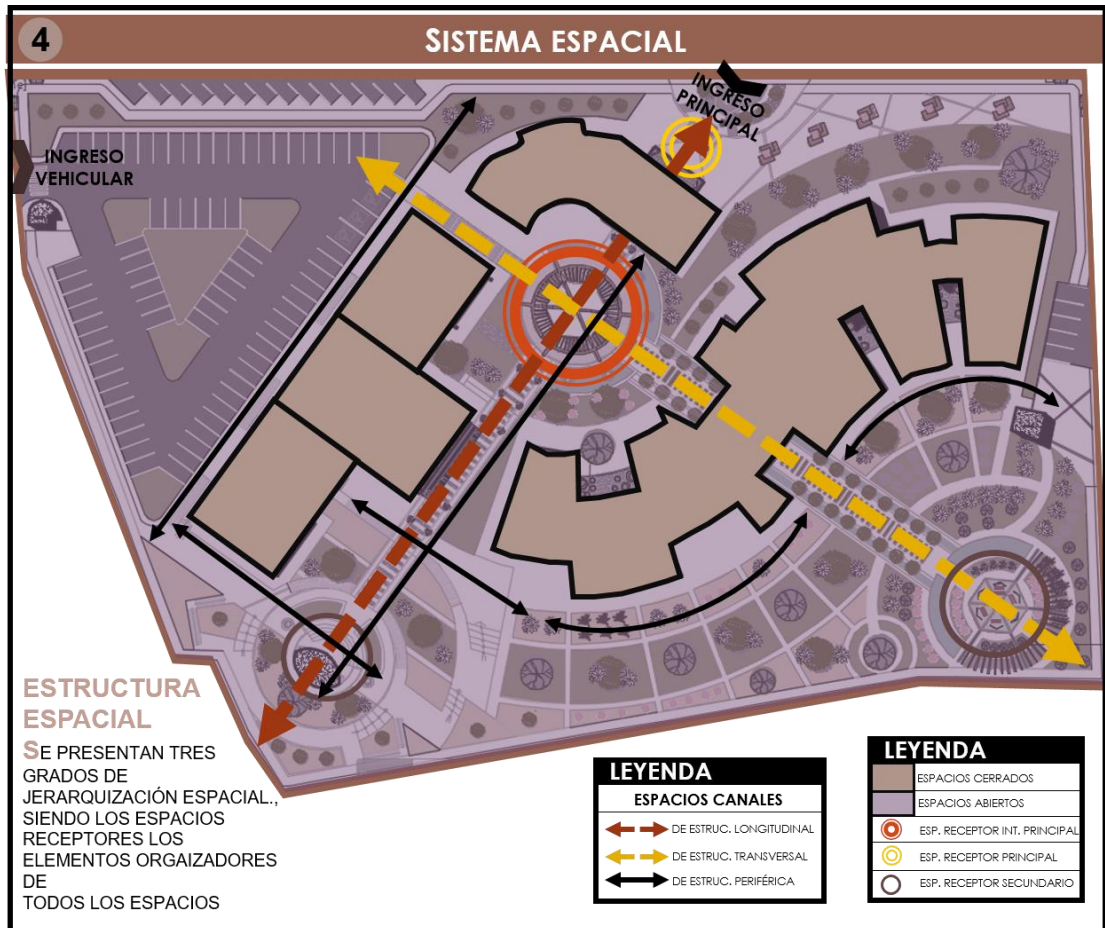 4
SISTEMA ESPACIAL
INGRESO
PRINCIPAL
INGRESO
VEHICULAR
ESTRUCTURA
ESPACIAL
SE PRESENTAN TRES
GRADOS DE
JERARQUIZACIÓN ESPACIAL.,
SIENDO LOS ESPACIOS
RECEPTORES LOS
ELEMENTOS ORGAIZADORES
DE
TODOS LOS ESPACIOS
LEYENDA
ESPACIOS CANALES
DE ESTRUC. LONGITUDINAL
DE ESTRUC. TRANSVERSAL
DE ESTRUC. PERIFÉRICA
LEYENDA
ESPACIOS CERRADOS
ESPACIOS ABIERTOS
ESP. RECEPTOR INT. PRINCIPAL
ESP. RECEPTOR PRINCIPAL
ESP. RECEPTOR SECUNDARIO